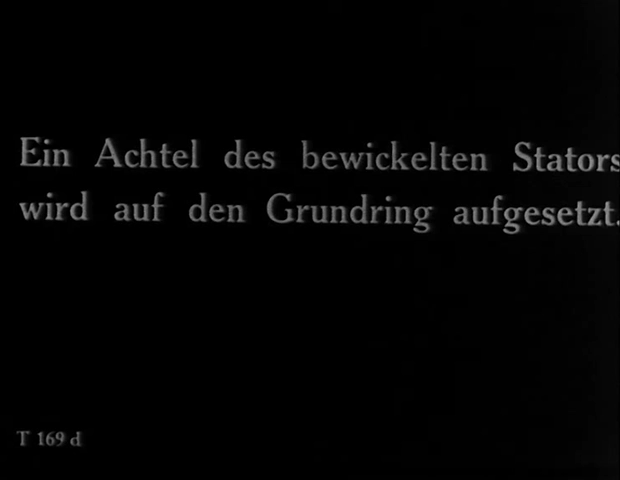 Ein Achtel des bewickelten Stators
wird auf den Grundring aufgesetzt.
T 169 d